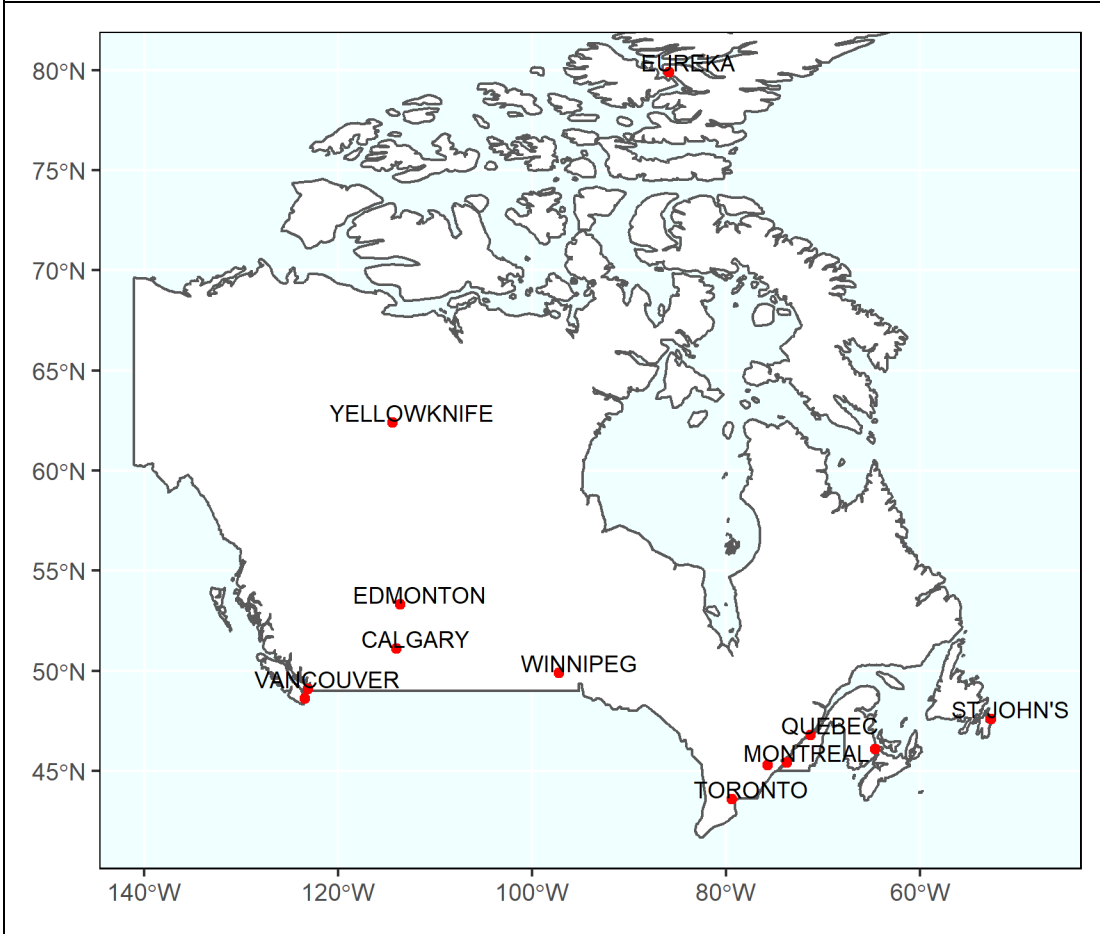 80°N
EUREKA
75°N
70°N
65°N
YELLOWKNIFE
60°N
55°N
EDMONTON
CALGARY
50°N
WINNIPEG
VANCOUVER
ST JOHN'S
QUEBEC
MONTREAL
45°N
TORONTO
140°W 120°W 100°W 80°W 60°W